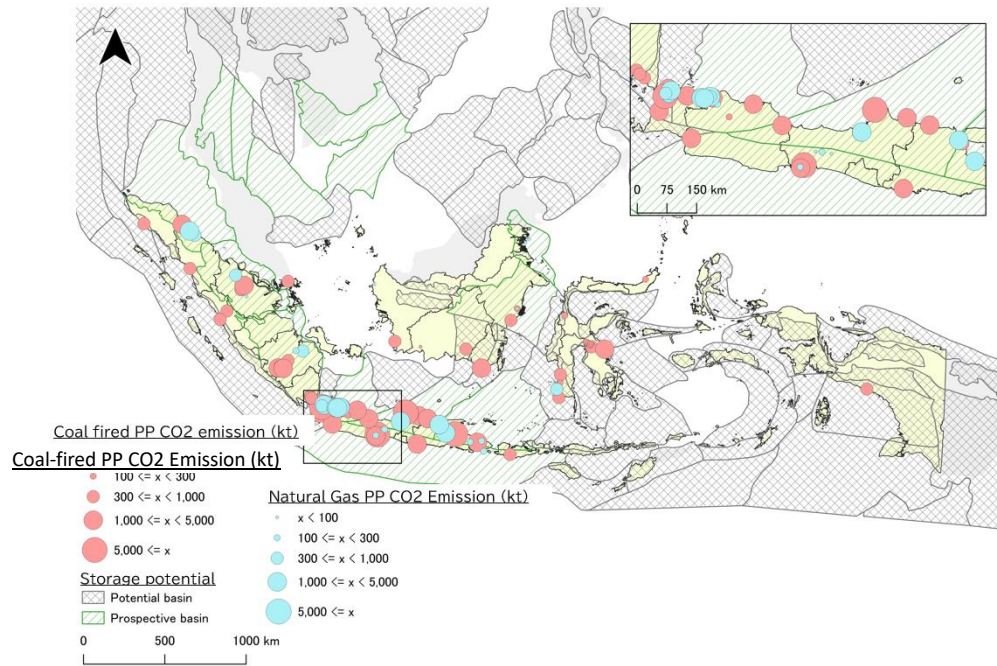 0 75 150 km
Coal fired PP CO2 emission (kt)
Coal-fired PP CO2 Emission (kt)
100 <= x < 300
300 <= x < 1,000
1,000 <= x < 5,000
5,000 <= x
Storage potential
Potential basin
Prospective basin
0 500 1000 km
Natural Gas PP CO2 Emission (kt)
x < 100
100 <= x < 300
300 <= x < 1,000
1,000 <= x < 5,000
5,000 <= x